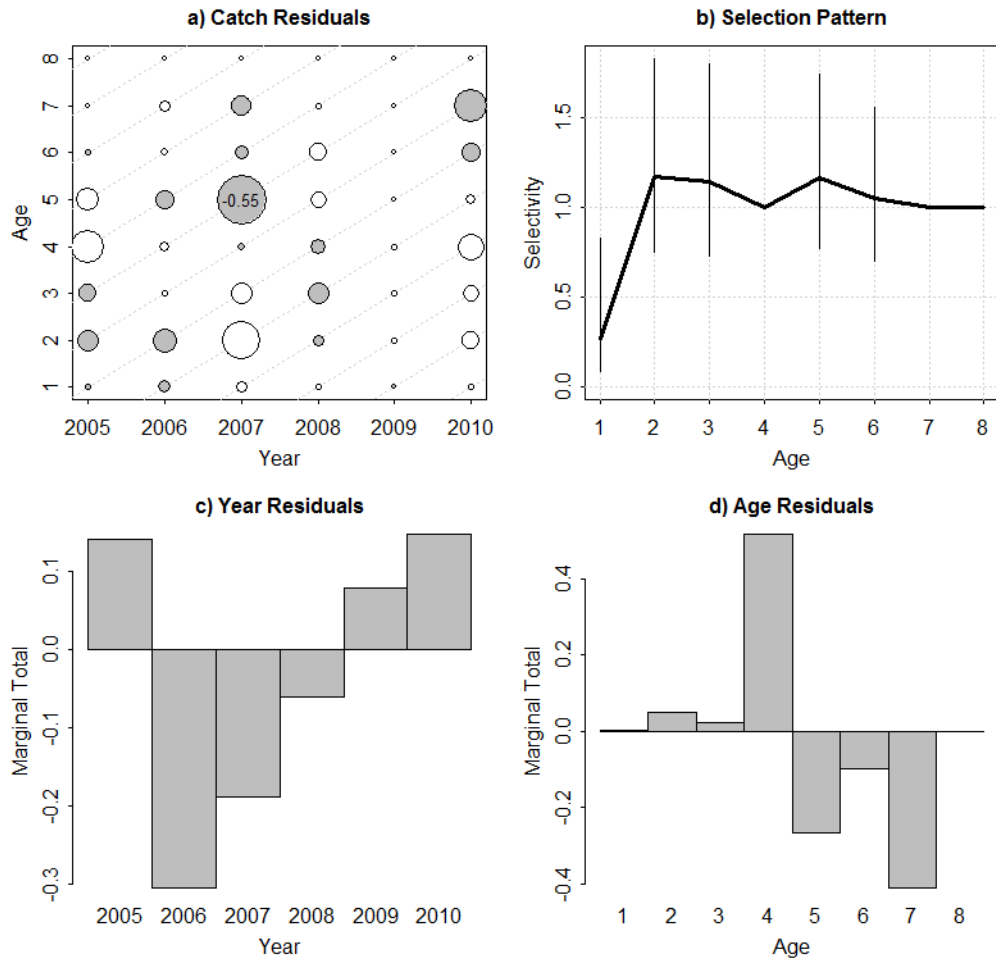 a) Catch Residuals
8
7
6
5
4
3
2
1
Age
-0.55
2005 2006 2007 2008 2009 2010
Year
b) Selection Pattern
1.5
1.0
0.5
0.0
Selectivity
1 2 3 4 5 6 7 8
Age
c) Year Residuals
0.1
0.0
-0.1
-0.2
-0.3
Marginal Total
2005 2006 2007 2008 2009 2010
Year
d) Age Residuals
0.4
0.2
0.0
-0.2
-0.4
Marginal Total
1 2 3 4 5 6 7 8
Age